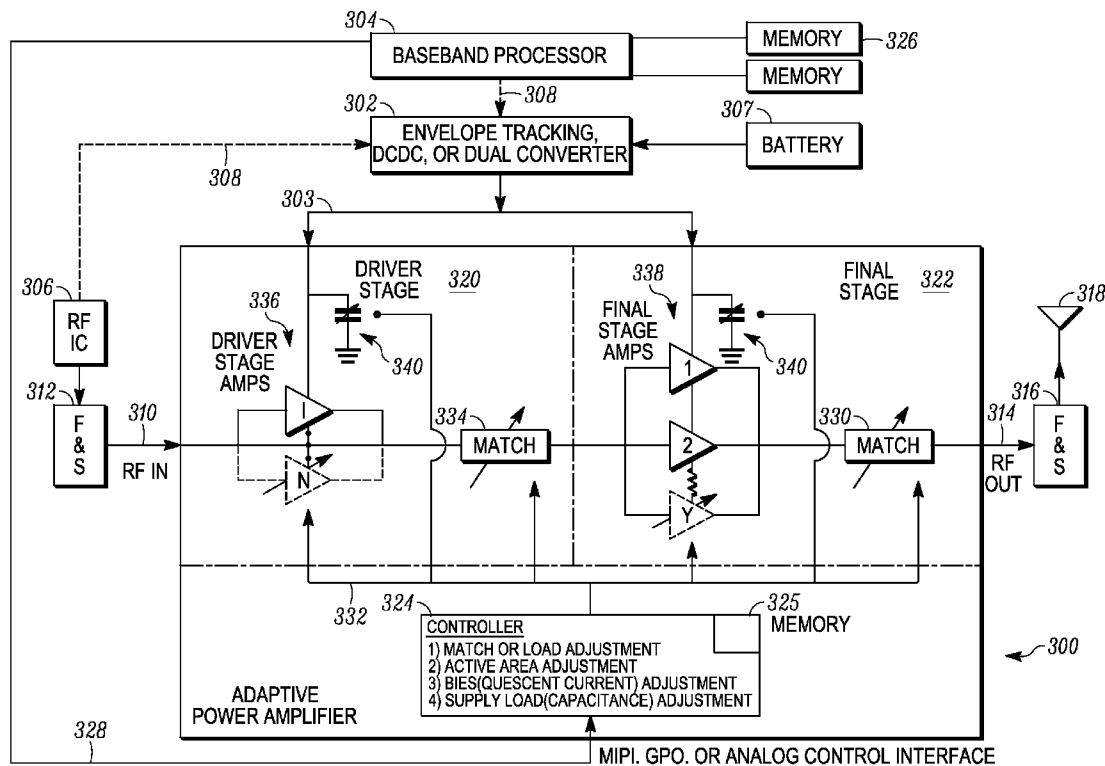 304
BASEBAND PROCESSOR
MEMORY
326
MEMORY
308
302
ENVELOPE TRACKING,
DCDC, OR DUAL CONVERTER
307
BATTERY
308
303
306
RF
IC
312
F
&
S
310
RF IN
DRIVER
STAGE
320
336
DRIVER
STAGE
AMPS
340
I
N
334
MATCH
FINAL
STAGE
322
338
FINAL
STAGE
AMPS
340
1
2
Y
330
MATCH
314
RF
OUT
318
316
F
&
S
332
324
CONTROLLER
1) MATCH OR LOAD ADJUSTMENT
2) ACTIVE AREA ADJUSTMENT
3) BIES(QUESCENT CURRENT) ADJUSTMENT
4) SUPPLY LOAD(CAPACITANCE) ADJUSTMENT
325
MEMORY
300
ADAPTIVE
POWER AMPLIFIER
328
MIPI. GPO. OR ANALOG CONTROL INTERFACE